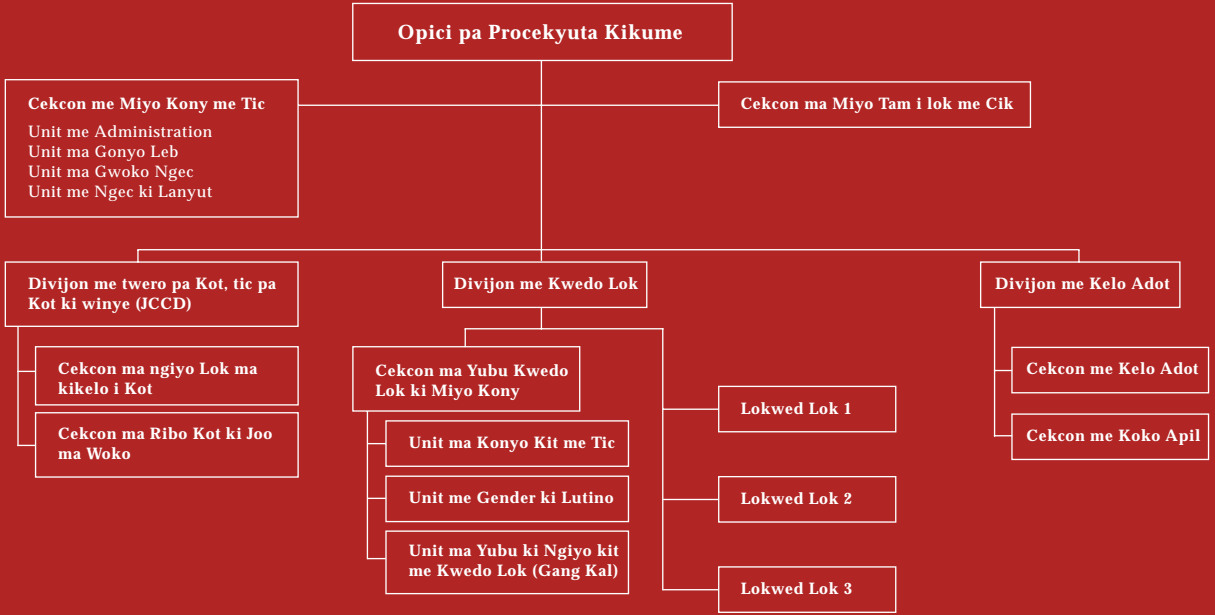 Opici pa Procekyuta Kikume
Cekcon me Miyo Kony me Tic
Unit me Administration
Unit ma Gonyo Leb
Unit ma Gwoko Ngec
Unit me Ngec ki Lanyut
Cekcon ma Miyo Tam i lok me Cik
Divijon me twero pa Kot, tic pa
Kot ki winye (JCCD)
Cekcon ma ngiyo Lok ma
kikelo i Kot
Cekcon ma Ribo Kot ki Joo
ma Woko
Divijon me Kwedo Lok
Cekcon ma Yubu Kwedo
Lok ki Miyo Kony
Unit ma Konyo Kit me Tic
Unit me Gender ki Lutino
Unit ma Yubu ki Ngiyo kit
me Kwedo Lok (Gang Kal)
Lokwed Lok 1
Lokwed Lok 2
Lokwed Lok 3
Divijon me Kelo Adot
Cekcon me Kelo Adot
Cekcon me Koko Apil